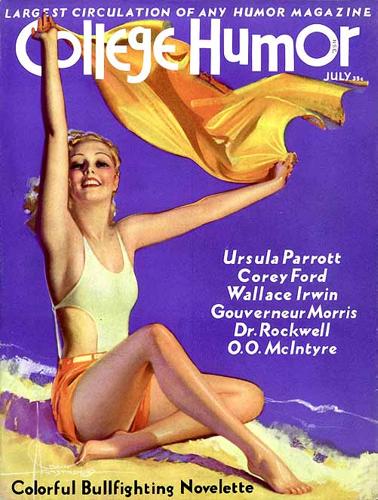 LARGEST CIRCULATION OF ANY HUMOR MAGAZINE
College Humor
JULY 35¢
Ursula Parrott
Corey Ford
Wallace Irwin
Gouverneur Morris
Dr. Rockwell
O.O. McIntyre
Colorful Bullfighting Novelette